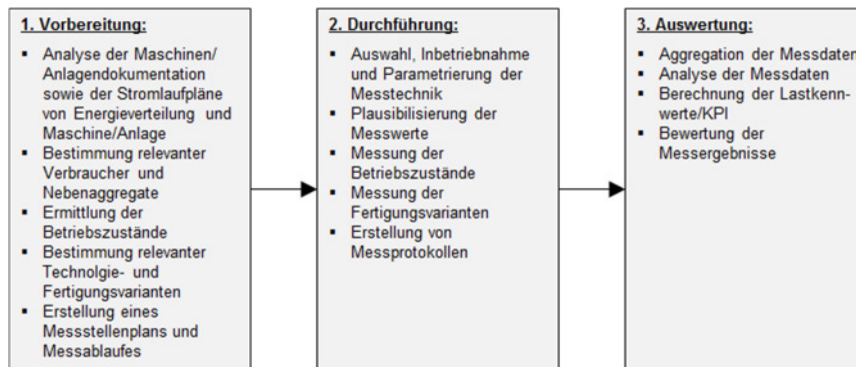 1. Vorbereitung:
▪ Analyse der Maschinen/
Anlagendokumentation
sowie der Stromlaufpläne
von Energieverteilung und
Maschine/Anlage
▪ Bestimmung relevanter
Verbraucher und
Nebenaggregate
▪ Ermittlung der
Betriebszustände
▪ Bestimmung relevanter
Technolgie- und
Fertigungsvarianten
▪ Erstellung eines
Messstellenplans und
Messablaufes
2. Durchführung:
▪ Auswahl, Inbetriebnahme
und Parametrierung der
Messtechnik
▪ Plausibilisierung der
Messwerte
▪ Messung der
Betriebszustände
▪ Messung der
Fertigungsvarianten
▪ Erstellung von
Messprotokollen
3. Auswertung:
▪ Aggregation der Messdaten
▪ Analyse der Messdaten
▪ Berechnung der Lastkenn-
werte/KPI
▪ Bewertung der
Messergebnisse